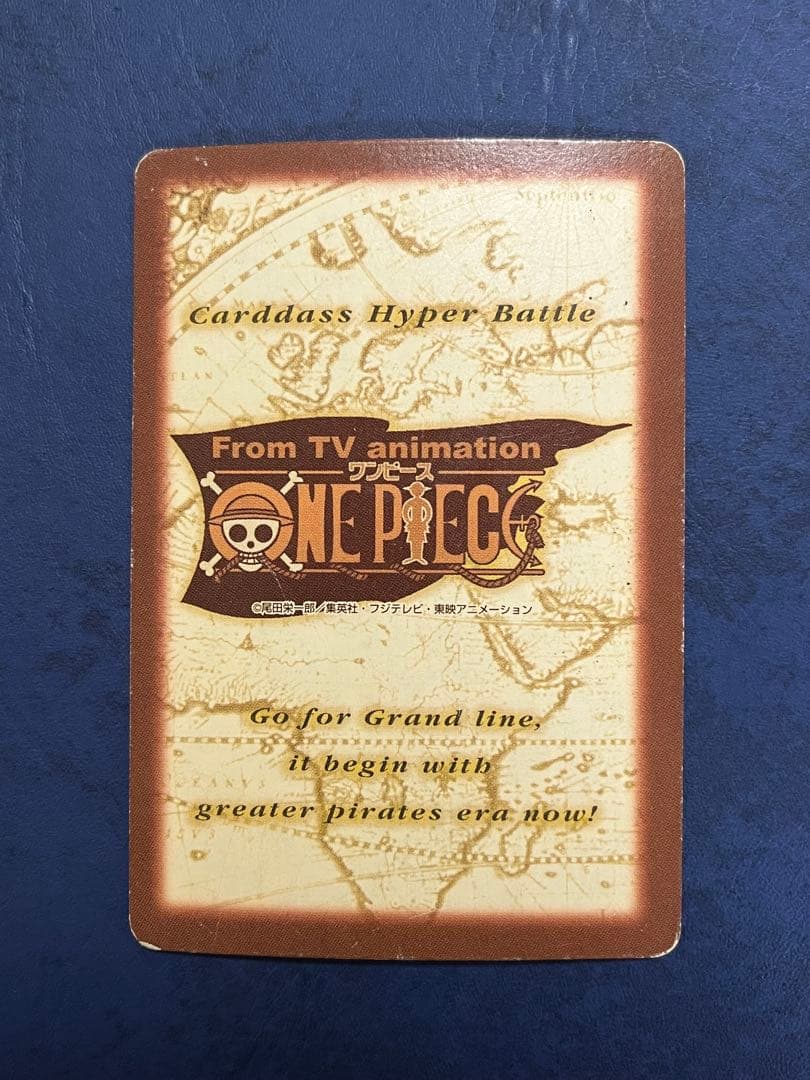 Carddass Hyper Battle
From TV animation
ワンピース
ONE PIECE
©尾田栄一郎/集英社・フジテレビ・東映アニメーション
Go for Grand line,
it begin with
greater pirates era now!